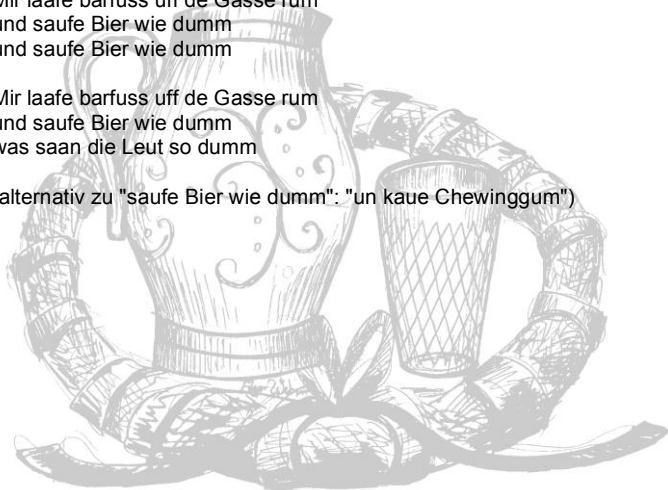 Mir laafe barfuss uff de Gasse rum
und saufe Bier wie dumm
und saufe Bier wie dumm
Mir laafe barfuss uff de Gasse rum
und saufe Bier wie dumm
was saan die Leut so dumm
alternativ zu "saufe Bier wie dumm": "un kaue Chewinggum")